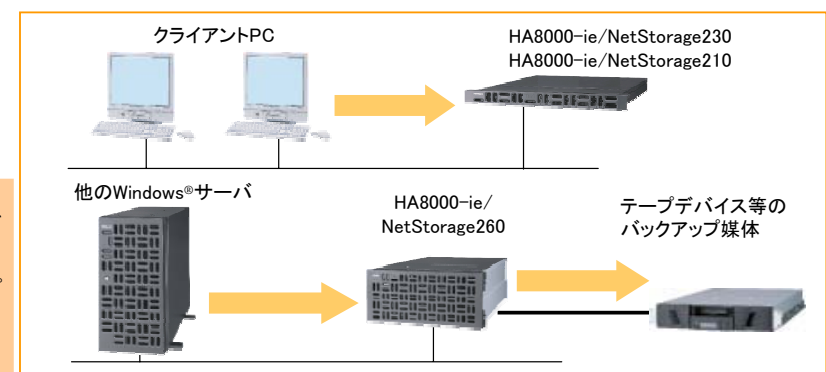 クライアントPC
HA8000-ie/NetStorage230
HA8000-ie/NetStorage210
他のWindows®サーバ
HA8000-ie/
NetStorage260
テープデバイス等の
バックアップ媒体